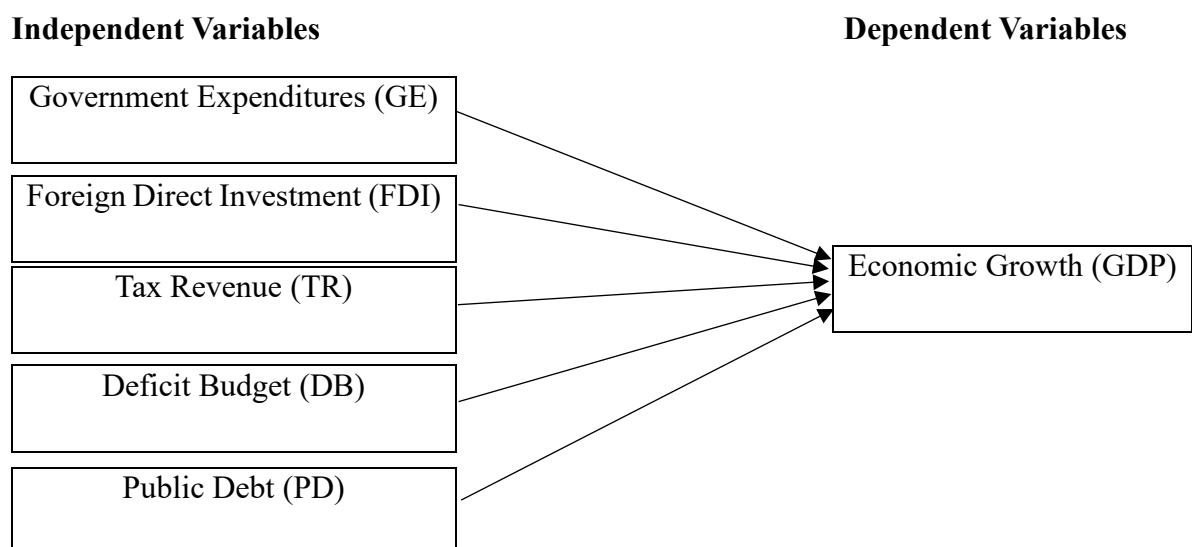 Independent Variables
Dependent Variables
Government Expenditures (GE)
Foreign Direct Investment (FDI)
Tax Revenue (TR)
Deficit Budget (DB)
Public Debt (PD)
Economic Growth (GDP)